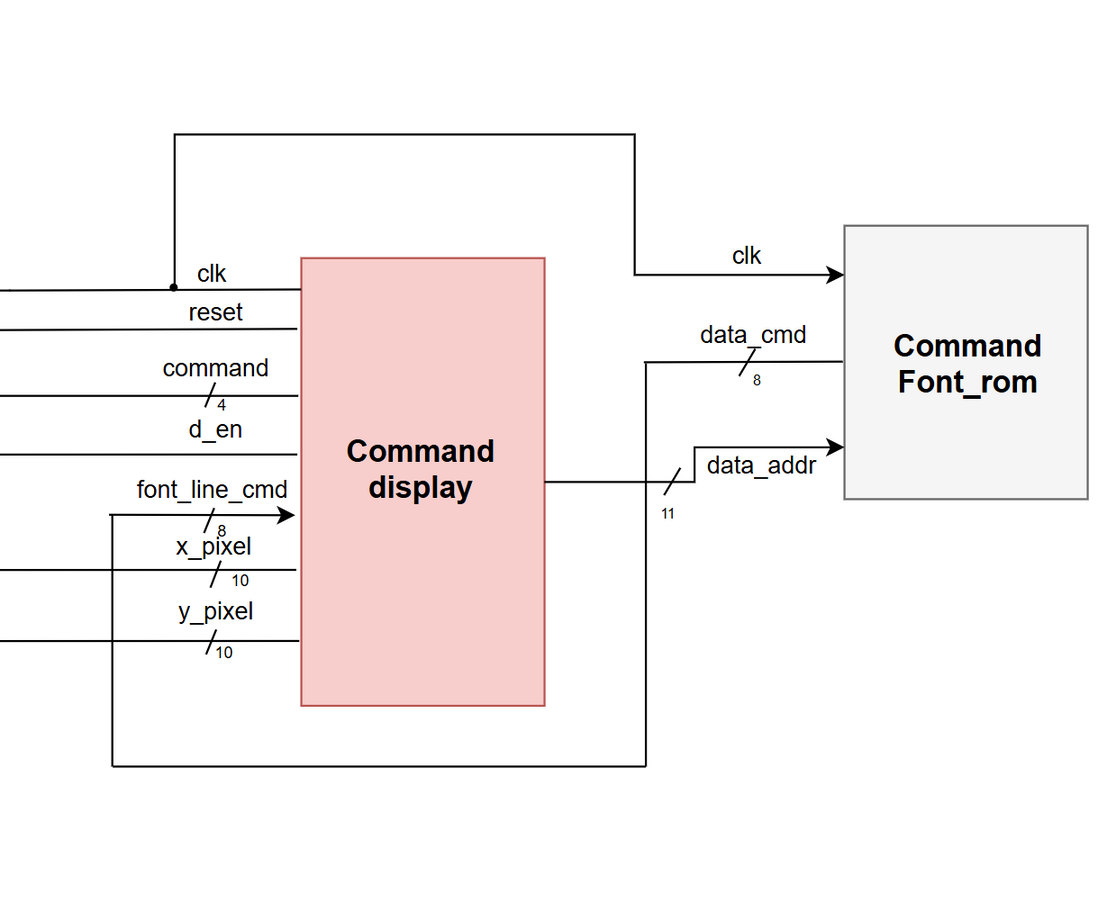 clk
reset
command
4
d_en
font_line_cmd
8
x_pixel
10
y_pixel
10
Command
display
11
clk
data_cmd
8
data_addr
Command
Font_rom